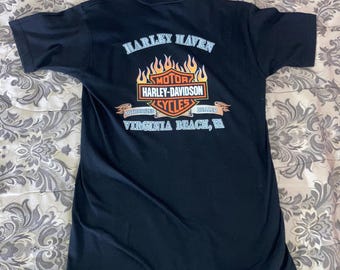 HARLEY HAVEN
MOTOR
HARLEY-DAVIDSON
CYCLES
VIRGINIA BEACH, VA